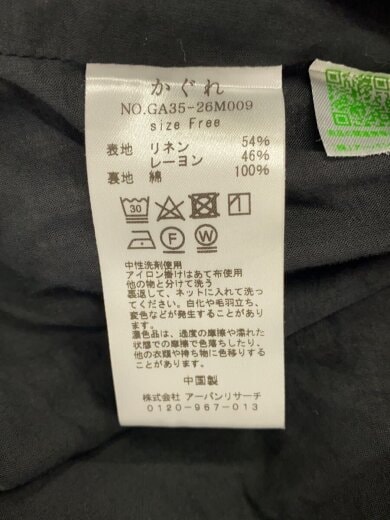 かぐれ
NO.GA35-26M009
size Free
表地 リネン 54%
レーヨン 46%
裏地 綿 100%
30
F W
中性洗剤使用
アイロン掛けはあて布使用
他の物と分けて洗う
裏返して、ネットに入れて洗っ
てください。白化や毛羽立ち、
変色などが発生することがあり
ます。
濃色品は、過度の摩擦や濡れた
状態での摩擦で色落ちしたり、
他の衣類や持ち物に色移りする
ことがあります。
中国製
株式会社 アーバンリサーチ
0120-967-013